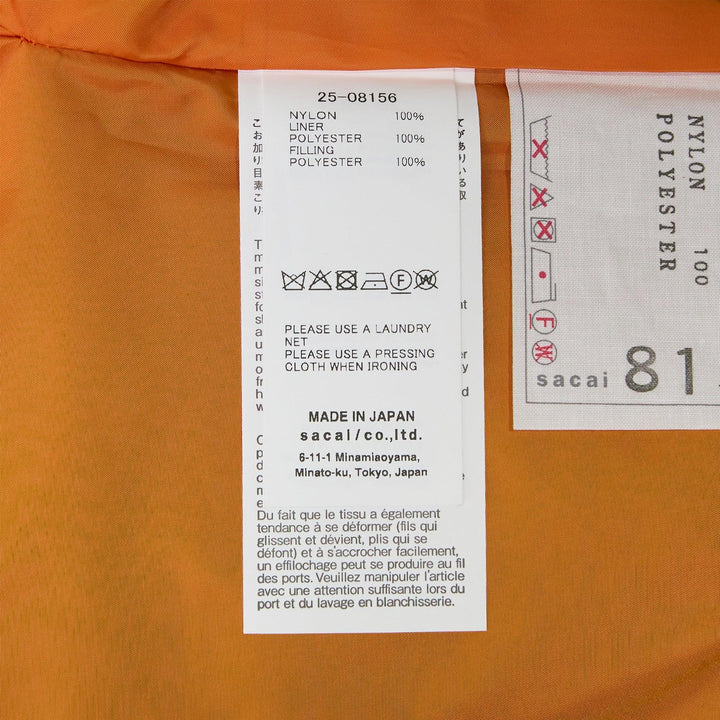 25-08156
NYLON 100%
LINER
POLYESTER 100%
FILLING
POLYESTER 100%
PLEASE USE A LAUNDRY
NET
PLEASE USE A PRESSING
CLOTH WHEN IRONING
MADE IN JAPAN
sacai/co.,ltd.
6-11-1 Minamiaoyama,
Minato-ku, Tokyo, Japan
Du fait que le tissu a également
tendance à se déformer (fils qui
glissent et dévient, plis qui se
défont) et à s'accrocher facilement,
un effilochage peut se produire au fil
des ports. Veuillez manipuler l'article
avec une attention suffisante lors du
port et du lavage en blanchisserie.
NYLON 100
POLYESTER
F
W
F
W
sacai 81